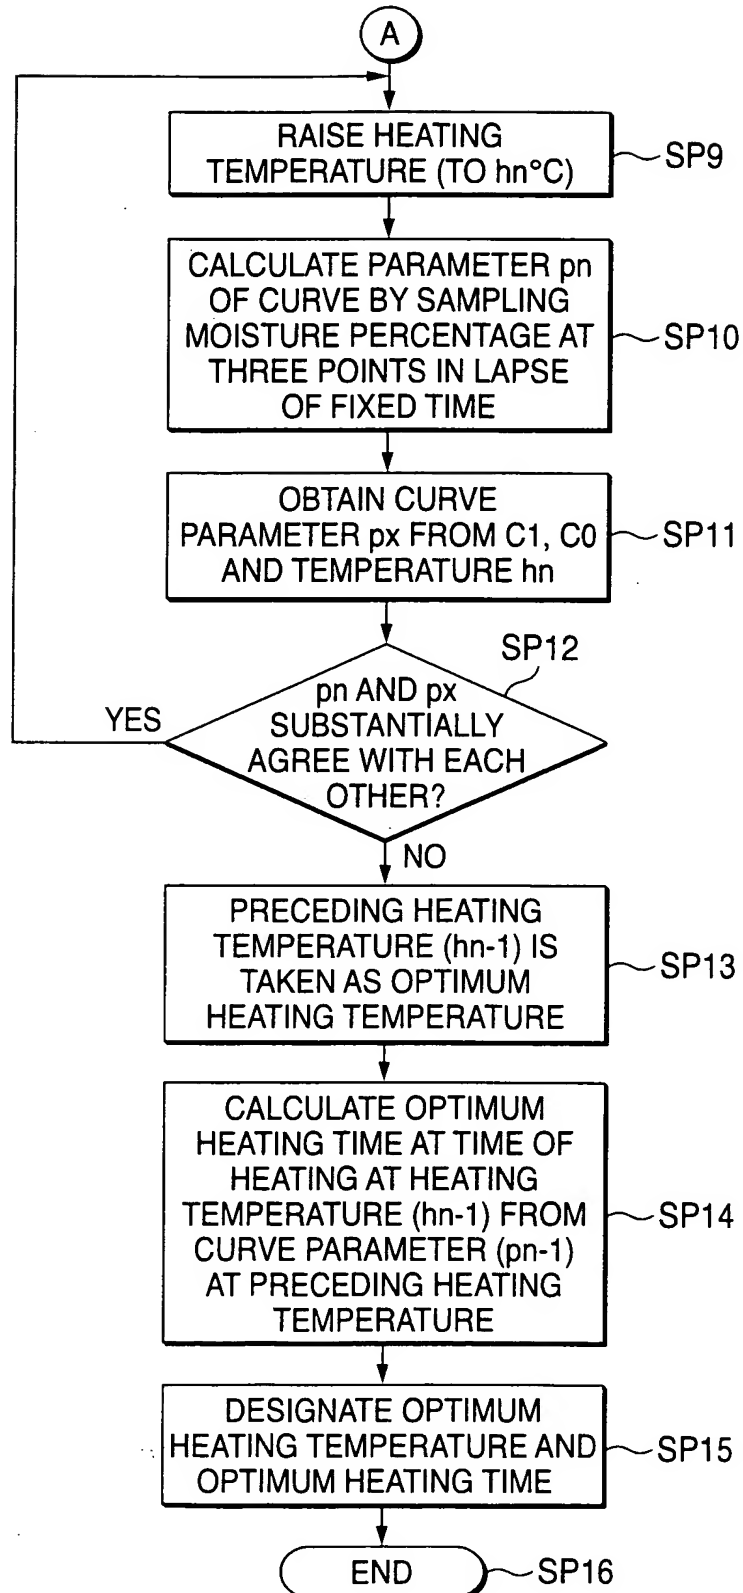 A
RAISE HEATING
TEMPERATURE (TO hn°C)
SP9
CALCULATE PARAMETER pn
OF CURVE BY SAMPLING
MOISTURE PERCENTAGE AT
THREE POINTS IN LAPSE
OF FIXED TIME
SP10
OBTAIN CURVE
PARAMETER px FROM C1, C0
AND TEMPERATURE hn
SP11
SP12
pn AND px
SUBSTANTIALLY
AGREE WITH EACH
OTHER?
YES
NO
PRECEDING HEATING
TEMPERATURE (hn-1) IS
TAKEN AS OPTIMUM
HEATING TEMPERATURE
SP13
CALCULATE OPTIMUM
HEATING TIME AT TIME OF
HEATING AT HEATING
TEMPERATURE (hn-1) FROM
CURVE PARAMETER (pn-1)
AT PRECEDING HEATING
TEMPERATURE
SP14
DESIGNATE OPTIMUM
HEATING TEMPERATURE AND
OPTIMUM HEATING TIME
SP15
END
SP16